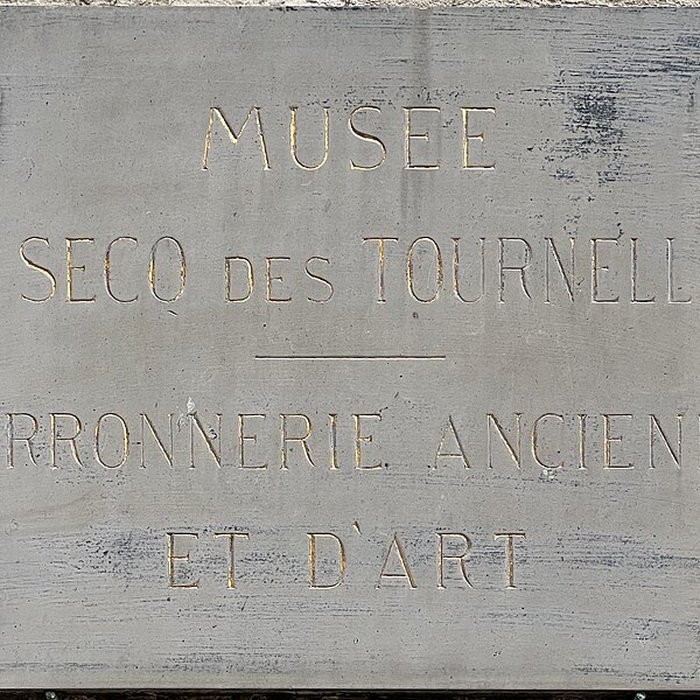 MUSEE
SECO DES TOURNELL
RRONNERIE ANCIEN
ET D'ART